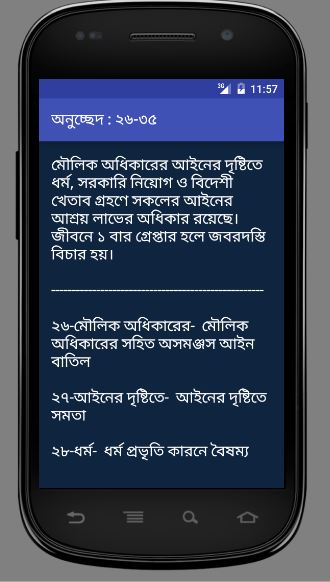 3G 11:57
অনুচ্ছেদ : ২৬-৩৫
মৌলিক অধিকারের আইনের দৃষ্টিতে
ধর্ম, সরকারি নিয়োগ ও বিদেশী
খেতাব গ্রহণে সকলের আইনের
আশ্রয় লাভের অধিকার রয়েছে।
জীবনে ১ বার গ্রেপ্তার হলে জবরদস্তি
বিচার হয়।
-----------------------------------------------------
২৬-মৌলিক অধিকারের- মৌলিক
অধিকারের সহিত অসমঞ্জস আইন
বাতিল
২৭-আইনের দৃষ্টিতে- আইনের দৃষ্টিতে
সমতা
২৮-ধর্ম- ধর্ম প্রভৃতি কারনে বৈষম্য